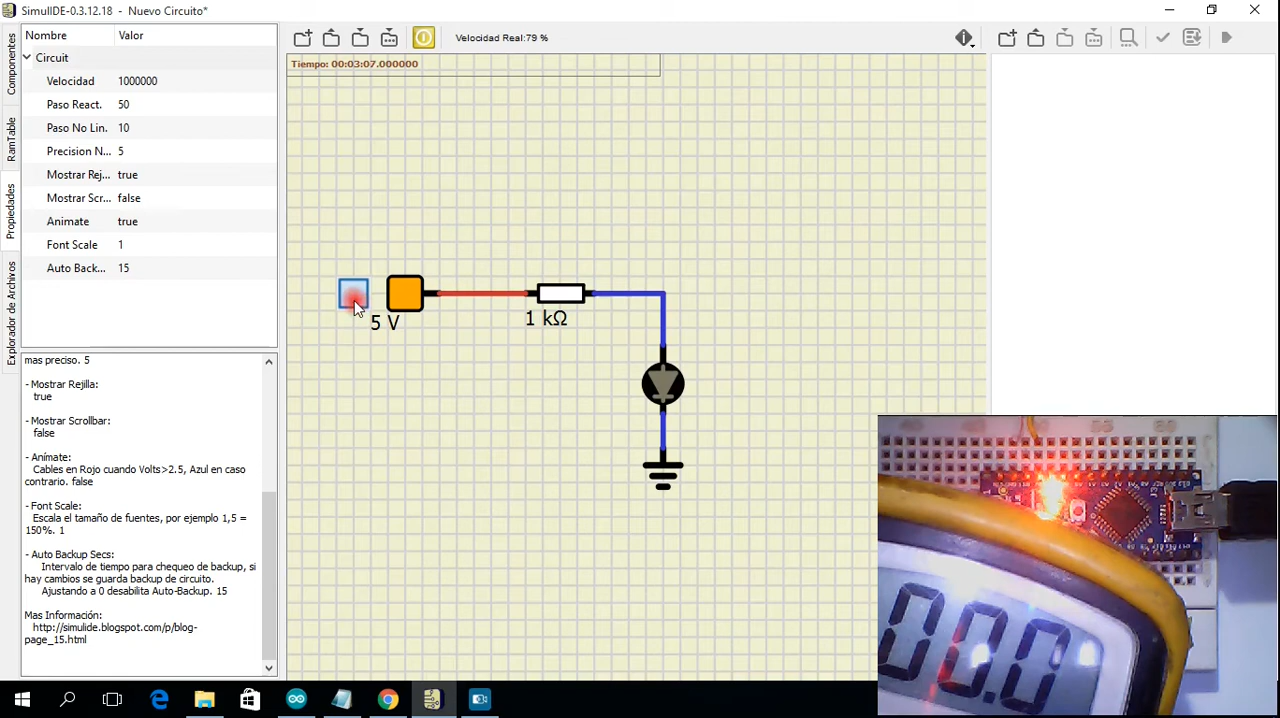 SimulIDE-0.3.12.18 - Nuevo Circuito*
Nombre Valor
Velocidad Real:79 %
Componentes
RamTable
Propiedades
Explorador de Archivos
Circuit
Velocidad 1000000
Paso React. 50
Paso No Lin. 10
Precision N... 5
Mostrar Rej... true
Mostrar Scr... false
Animate true
Font Scale 1
Auto Back... 15
Tiempo: 00:03:07.000000
5 V
1 kΩ
mas preciso. 5
- Mostrar Rejilla:
true
- Mostrar Scrollbar:
false
- Anímate:
Cables en Rojo cuando Volts>2.5, Azul en caso
contrario. false
- Font Scale:
Escala el tamaño de fuentes, por ejemplo 1,5 =
150%. 1
- Auto Backup Secs:
Intervalo de tiempo para chequeo de backup, si
hay cambios se guarda backup de circuito.
Ajustando a 0 desabilita Auto-Backup. 15
Mas Información:
http://simulide.blogspot.com/p/blog-
page_15.html
55 60
00.0